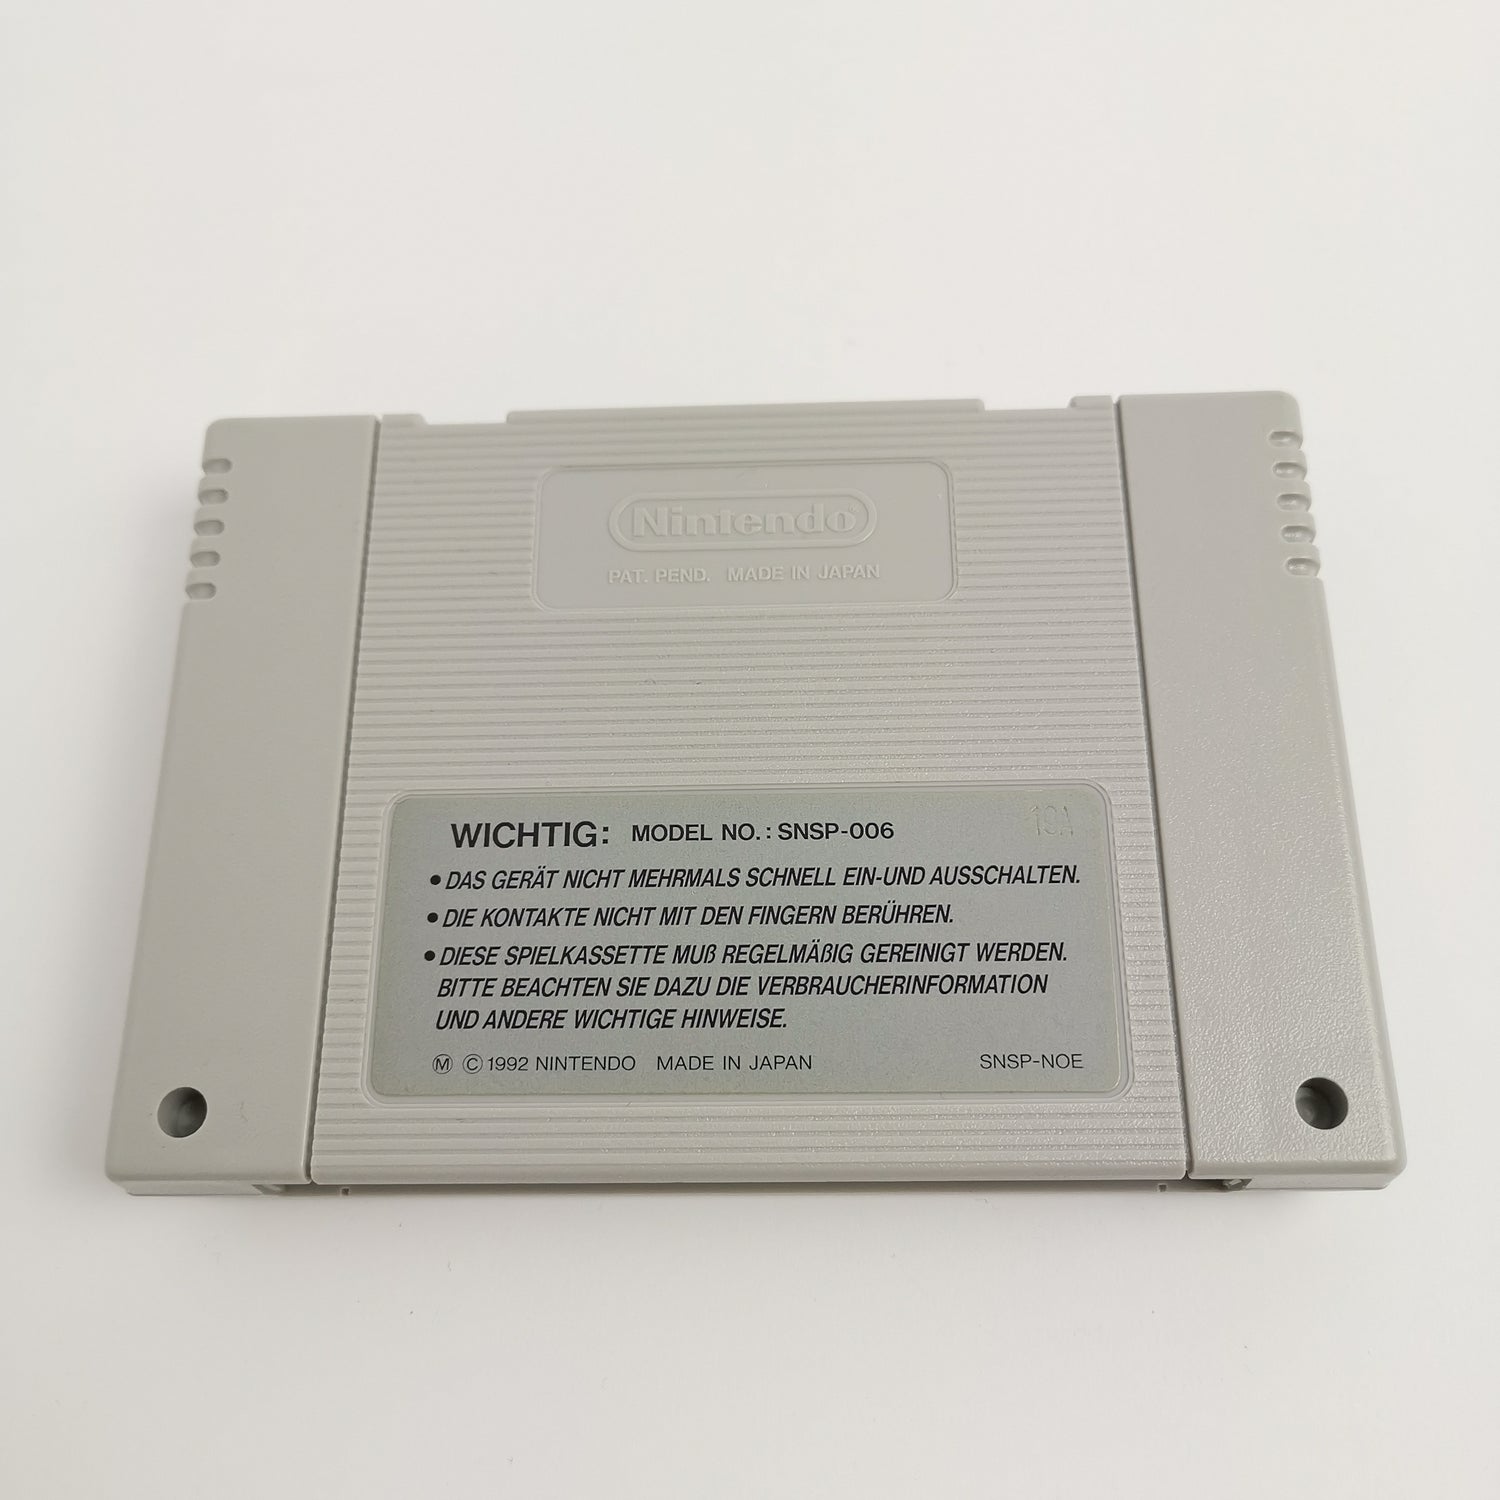 Nintendo®
PAT. PEND. MADE IN JAPAN
WICHTIG: MODEL NO.: SNSP-006
19A
• DAS GERÄT NICHT MEHRMALS SCHNELL EIN-UND AUSSCHALTEN.
• DIE KONTAKTE NICHT MIT DEN FINGERN BERÜHREN.
• DIESE SPIELKASSETTE MUß REGELMÄßIG GEREINIGT WERDEN.
BITTE BEACHTEN SIE DAZU DIE VERBRAUCHERINFORMATION
UND ANDERE WICHTIGE HINWEISE.
Ⓜ © 1992 NINTENDO MADE IN JAPAN SNSP-NOE